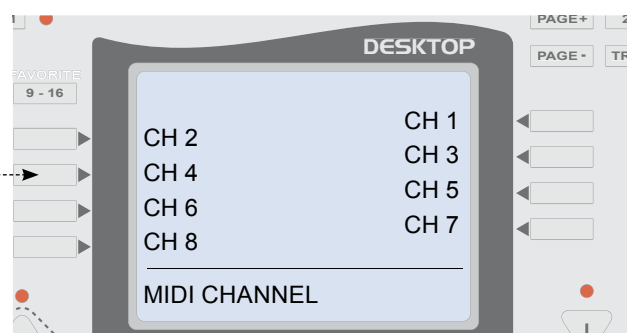 PAGE+
DESKTOP
PAGE-
FAVORITE
9 - 16
CH 1
CH 2
CH 3
CH 4
CH 5
CH 6
CH 7
CH 8
MIDI CHANNEL